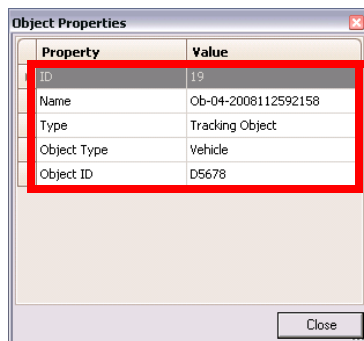 Object Properties
Property Value
ID 19
Name Ob-04-2008112592158
Type Tracking Object
Object Type Vehicle
Object ID D5678
Close